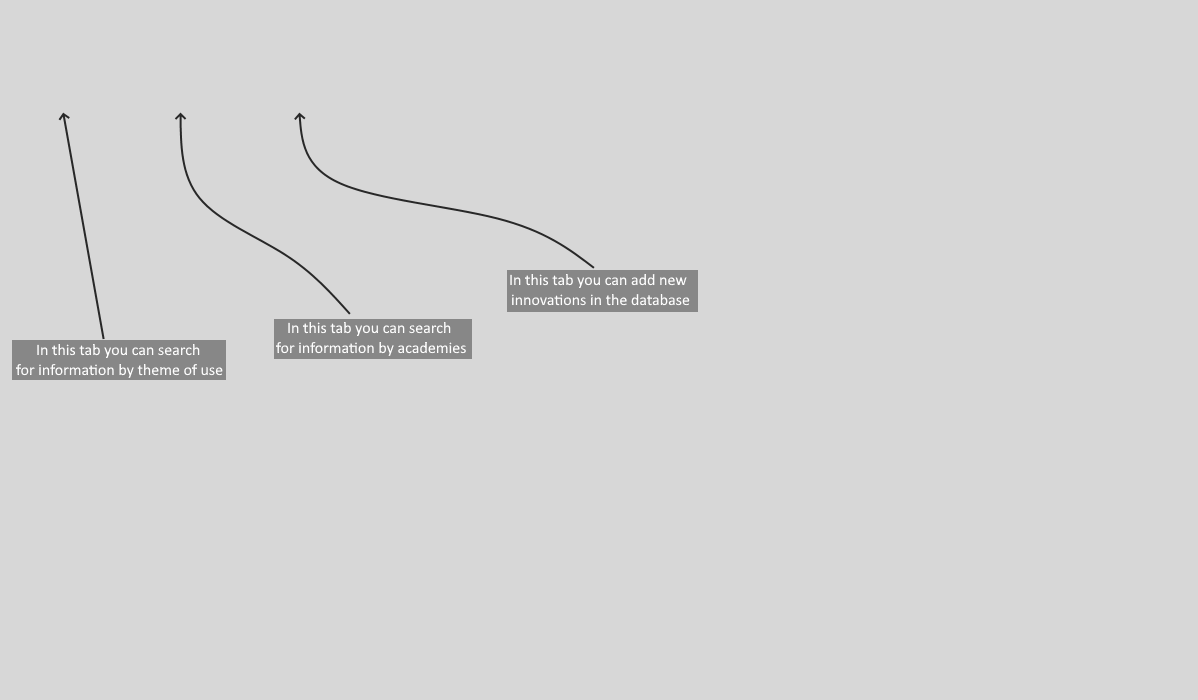 In this tab you can add new
innovations in the database
In this tab you can search
for information by academies
In this tab you can search
for information by theme of use